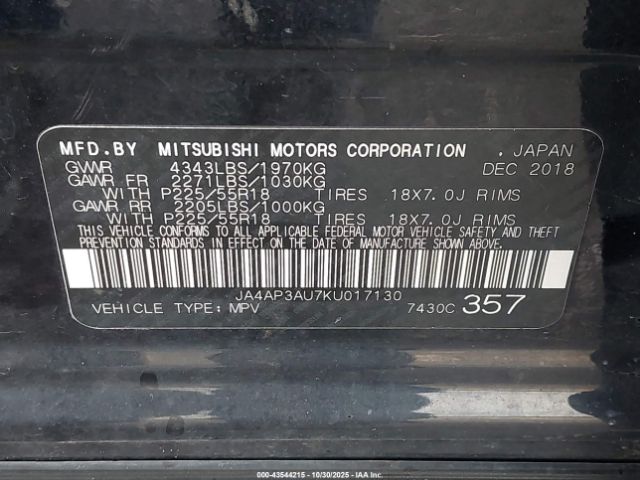 MFD.BY MITSUBISHI MOTORS CORPORATION . JAPAN
GVWR 4343LBS/1970KG DEC 2018
GAWR FR 2271LBS/1030KG
WITH P225/55R18 TIRES 18X7.0J RIMS
GAWR RR 2205LBS/1000KG
WITH P225/55R18 TIRES 18X7.0J RIMS
THIS VEHICLE CONFORMS TO ALL APPLICABLE FEDERAL MOTOR VEHICLE SAFETY AND THEFT
PREVENTION STANDARDS IN EFFECT ON THE DATE OF MANUFACTURE SHOWN ABOVE.
JA4AP3AU7KU017130
VEHICLE TYPE: MPV 7430C 357
000-43544215 - 10/30/2025 - IAAI.COM